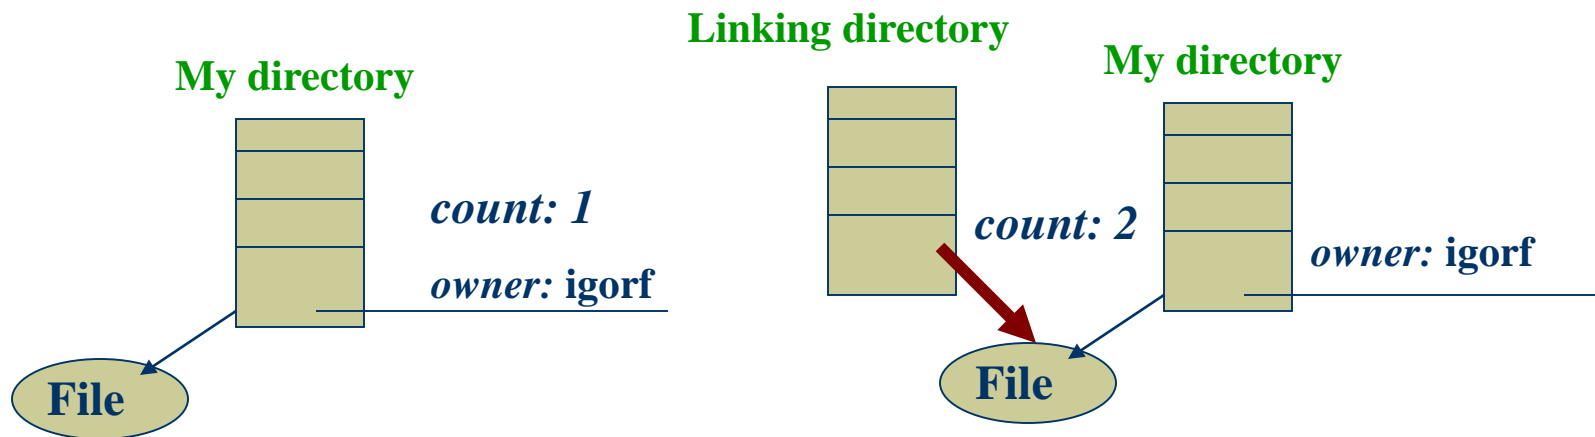 My directory
count: 1
owner: igorf
File
Linking directory
My directory
count: 2
owner: igorf
File